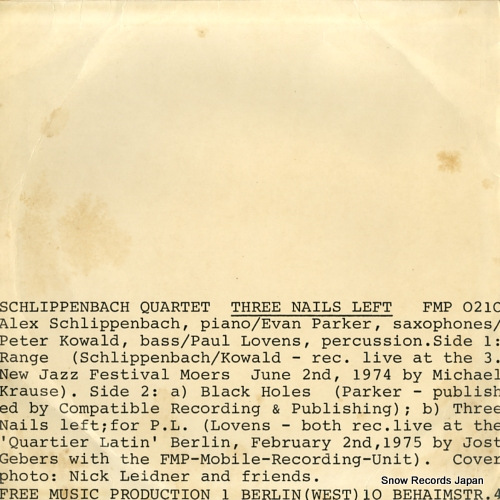 SCHLIPPENBACH QUARTET THREE NAILS LEFT FMP 0210
Alex Schlippenbach, piano/Evan Parker, saxophones/
Peter Kowald, bass/Paul Lovens, percussion.Side 1:
Range (Schlippenbach/Kowald - rec. live at the 3.
New Jazz Festival Moers June 2nd, 1974 by Michael
Krause). Side 2: a) Black Holes (Parker - publish
ed by Compatible Recording & Publishing); b) Three
Nails left;for P.L. (Lovens - both rec.live at the
'Quartier Latin' Berlin, February 2nd,1975 by Jost
Gebers with the FMP-Mobile-Recording-Unit). Cover
photo: Nick Leidner and friends.
FREE MUSIC PRODUCTION 1 BERLIN(WEST)10 BEHAIMSTR.4
Snow Records Japan